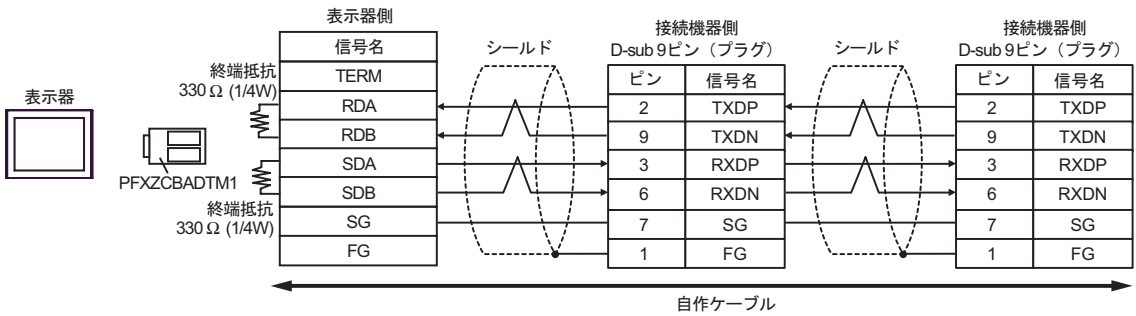 表示器
PFXZCBADTM1
終端抵抗
330 Ω (1/4W)
終端抵抗
330 Ω (1/4W)
表示器側
信号名
TERM
RDA
RDB
SDA
SDB
SG
FG
シールド
接続機器側
D-sub 9ピン（プラグ）
ピン 信号名
2 TXDP
9 TXDN
3 RXDP
6 RXDN
7 SG
1 FG
シールド
接続機器側
D-sub 9ピン（プラグ）
ピン 信号名
2 TXDP
9 TXDN
3 RXDP
6 RXDN
7 SG
1 FG
自作ケーブル